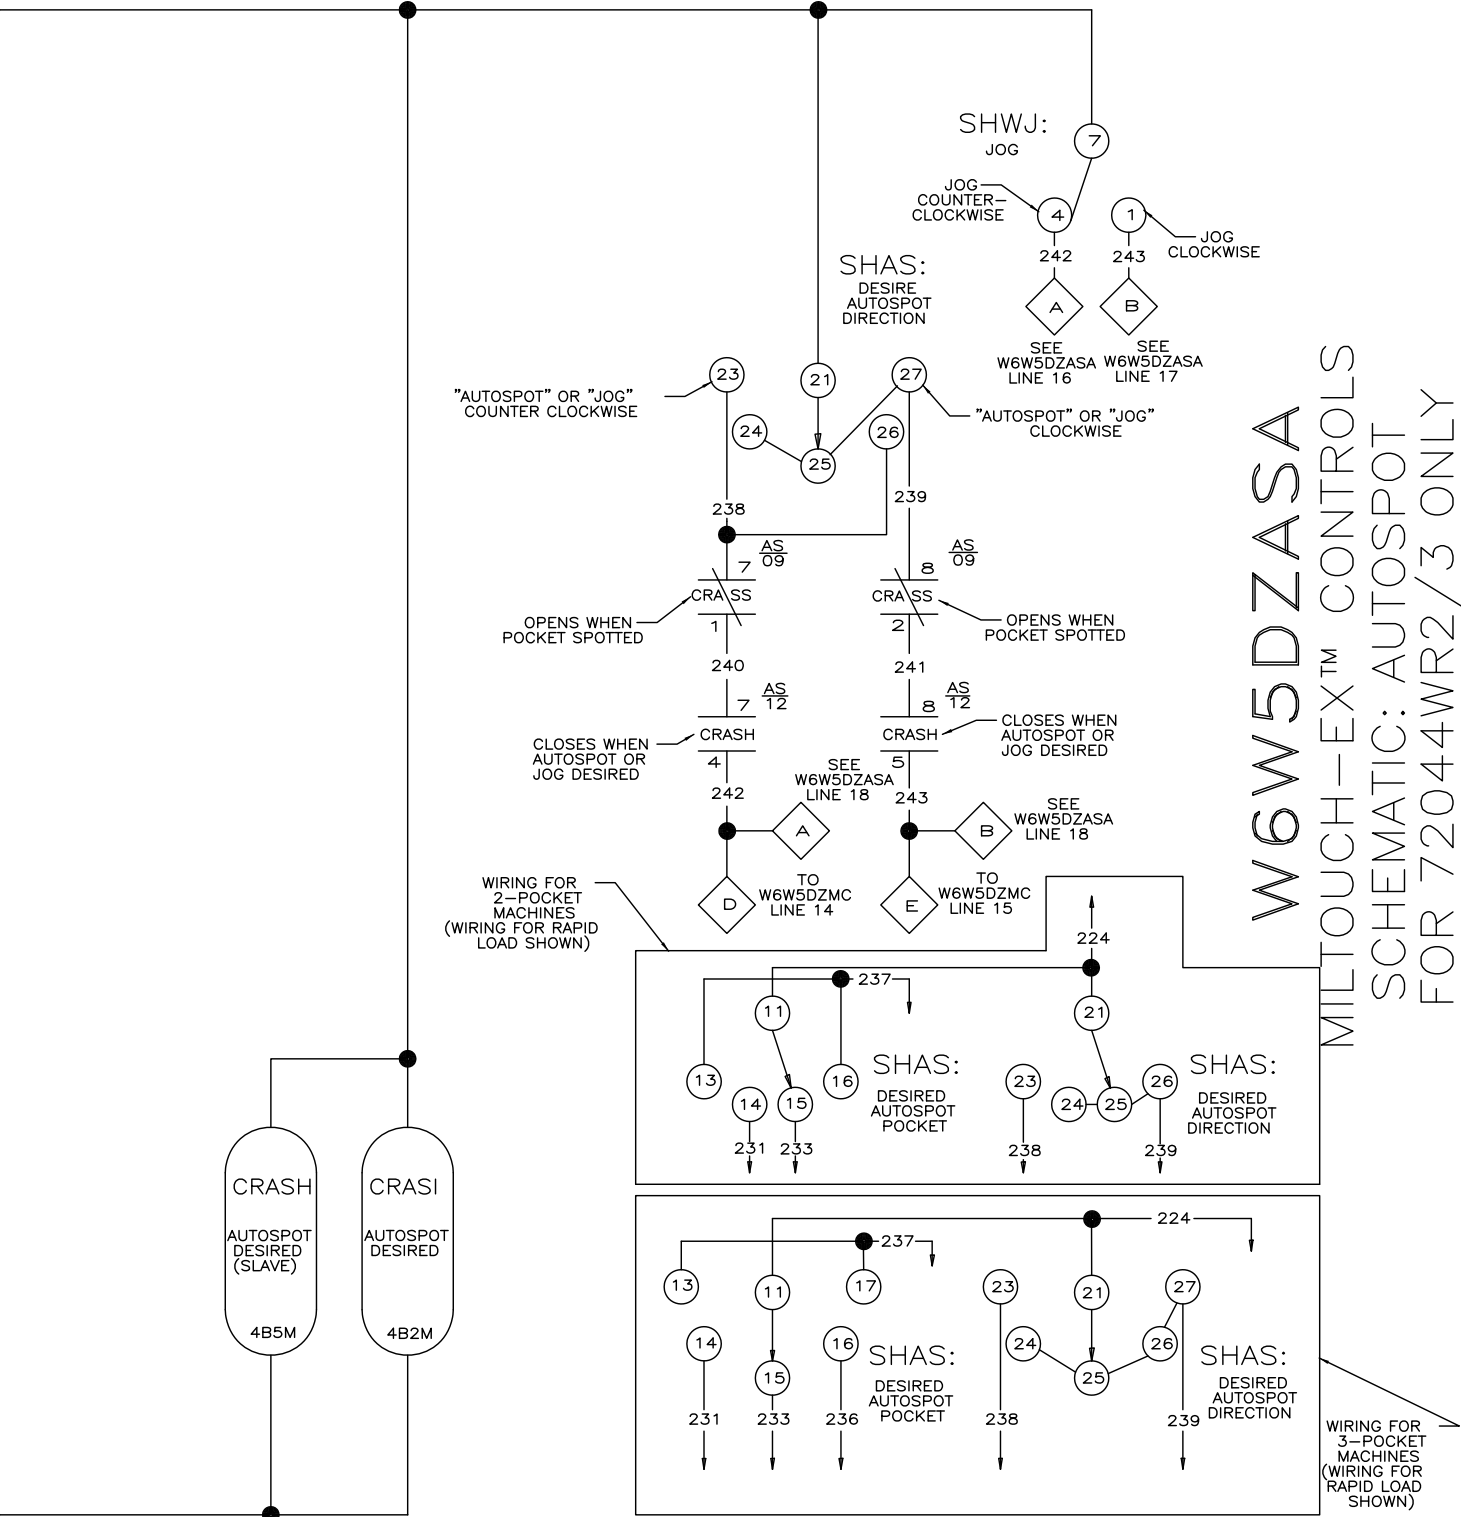 SHWJ:
JOG
7
JOG
COUNTER-
CLOCKWISE
4
1
JOG
CLOCKWISE
242
243
A
B
SEE
W6W5DZASA
LINE 16
SEE
W6W5DZASA
LINE 17
SHAS:
DESIRE
AUTOSPOT
DIRECTION
23
21
27
"AUTOSPOT" OR "JOG"
COUNTER CLOCKWISE
"AUTOSPOT" OR "JOG"
CLOCKWISE
24
25
26
238
239
7
AS
09
8
AS
09
CRASS
CRASS
1
2
OPENS WHEN
POCKET SPOTTED
OPENS WHEN
POCKET SPOTTED
240
241
7
AS
12
8
AS
12
CRASH
CRASH
4
5
CLOSES WHEN
AUTOSPOT OR
JOG DESIRED
CLOSES WHEN
AUTOSPOT OR
JOG DESIRED
242
243
SEE
W6W5DZASA
LINE 18
SEE
W6W5DZASA
LINE 18
A
B
D
E
TO
W6W5DZMC
LINE 14
TO
W6W5DZMC
LINE 15
WIRING FOR
2-POCKET
MACHINES
(WIRING FOR RAPID
LOAD SHOWN)
224
237
11
21
13
14
15
16
SHAS:
DESIRED
AUTOSPOT
POCKET
231
233
23
24
25
26
SHAS:
DESIRED
AUTOSPOT
DIRECTION
238
239
224
237
13
11
17
14
15
16
SHAS:
DESIRED
AUTOSPOT
POCKET
231
233
236
23
21
27
24
25
26
SHAS:
DESIRED
AUTOSPOT
DIRECTION
238
239
WIRING FOR
3-POCKET
MACHINES
(WIRING FOR
RAPID LOAD
SHOWN)
CRASH
AUTOSPOT
DESIRED
(SLAVE)
4B5M
CRASI
AUTOSPOT
DESIRED
4B2M
W6W5DZASA
MILTOUCH-EX™ CONTROLS
SCHEMATIC: AUTOSPOT
FOR 72044WR2/3 ONLY